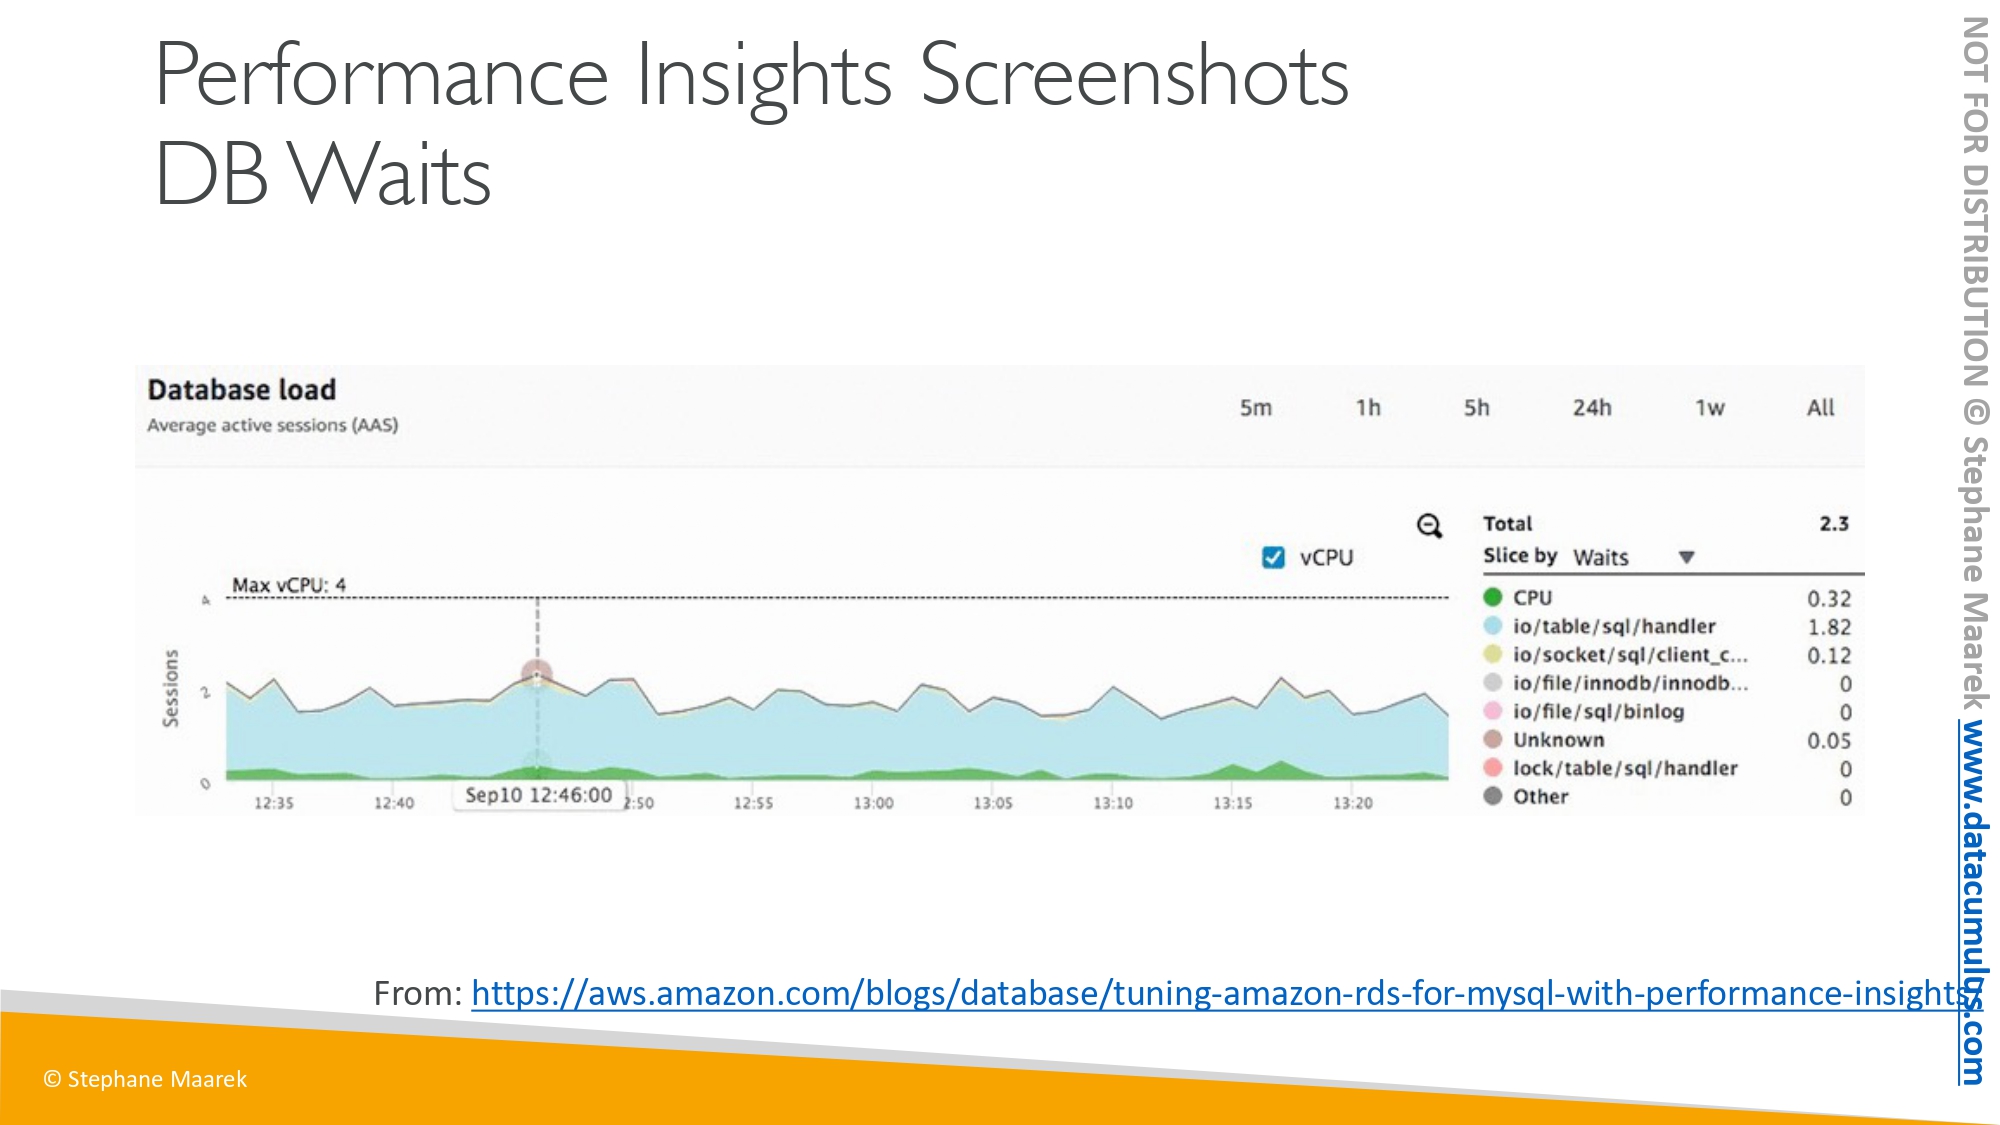 Performance Insights Screenshots
DB Waits
Database load
Average active sessions (AAS)
5m 1h 5h 24h 1w All
vCPU
Total 2.3
Slice by Waits
CPU 0.32
io/table/sql/handler 1.82
io/socket/sql/client_c... 0.12
io/file/innodb/innodb... 0
io/file/sql/binlog 0
Unknown 0.05
lock/table/sql/handler 0
Other 0
Max vCPU: 4
Sessions
4
2
0
12:35 12:40 Sep10 12:46:00 2:50 12:55 13:00 13:05 13:10 13:15 13:20
From: https://aws.amazon.com/blogs/database/tuning-amazon-rds-for-mysql-with-performance-insights/
© Stephane Maarek
NOT FOR DISTRIBUTION © Stephane Maarek www.datacumulus.com